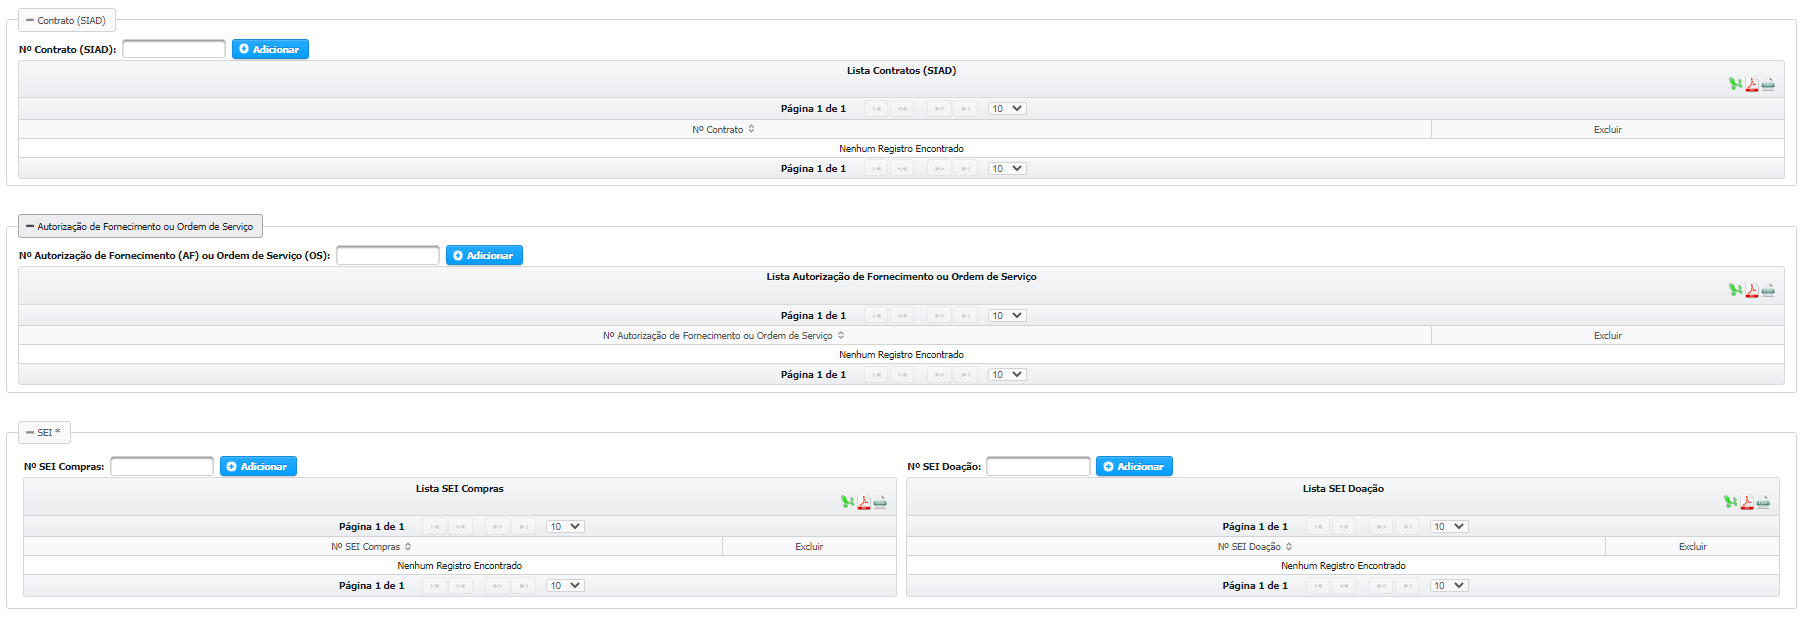 Contrato (SIAD)
Nº Contrato (SIAD): Adicionar
Lista Contratos (SIAD)
Página 1 de 1 10
Nº Contrato Excluir
Nenhum Registro Encontrado
Página 1 de 1 10
Autorização de Fornecimento ou Ordem de Serviço
Nº Autorização de Fornecimento (AF) ou Ordem de Serviço (OS): Adicionar
Lista Autorização de Fornecimento ou Ordem de Serviço
Página 1 de 1 10
Nº Autorização de Fornecimento ou Ordem de Serviço Excluir
Nenhum Registro Encontrado
Página 1 de 1 10
SEI *
Nº SEI Compras: Adicionar
Lista SEI Compras
Página 1 de 1 10
Nº SEI Compras Excluir
Nenhum Registro Encontrado
Página 1 de 1 10
Nº SEI Doação: Adicionar
Lista SEI Doação
Página 1 de 1 10
Nº SEI Doação Excluir
Nenhum Registro Encontrado
Página 1 de 1 10